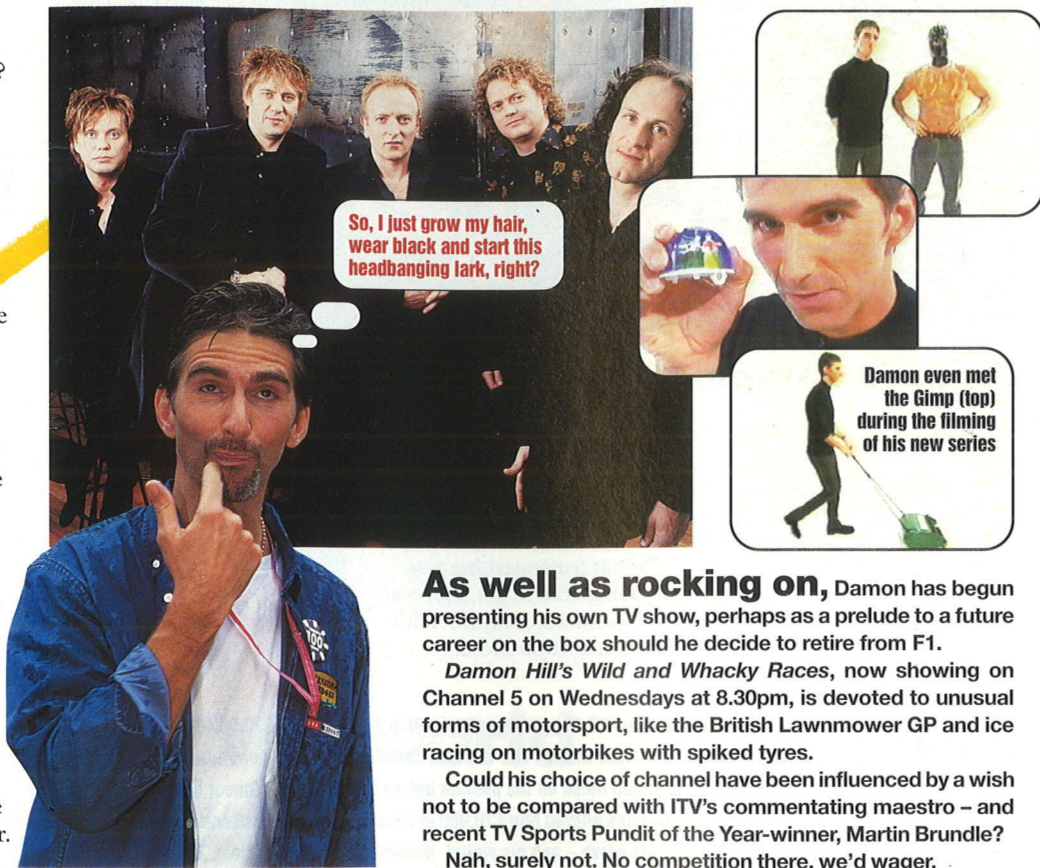 So, I just grow my hair,
wear black and start this
headbanging lark, right?
Damon even met
the Gimp (top)
during the filming
of his new series
As well as rocking on, Damon has begun
presenting his own TV show, perhaps as a prelude to a future
career on the box should he decide to retire from F1.
Damon Hill's Wild and Whacky Races, now showing on
Channel 5 on Wednesdays at 8.30pm, is devoted to unusual
forms of motorsport, like the British Lawnmower GP and ice
racing on motorbikes with spiked tyres.
Could his choice of channel have been influenced by a wish
not to be compared with ITV's commentating maestro – and
recent TV Sports Pundit of the Year-winner, Martin Brundle?
Nah, surely not. No competition there, we'd wager.
100